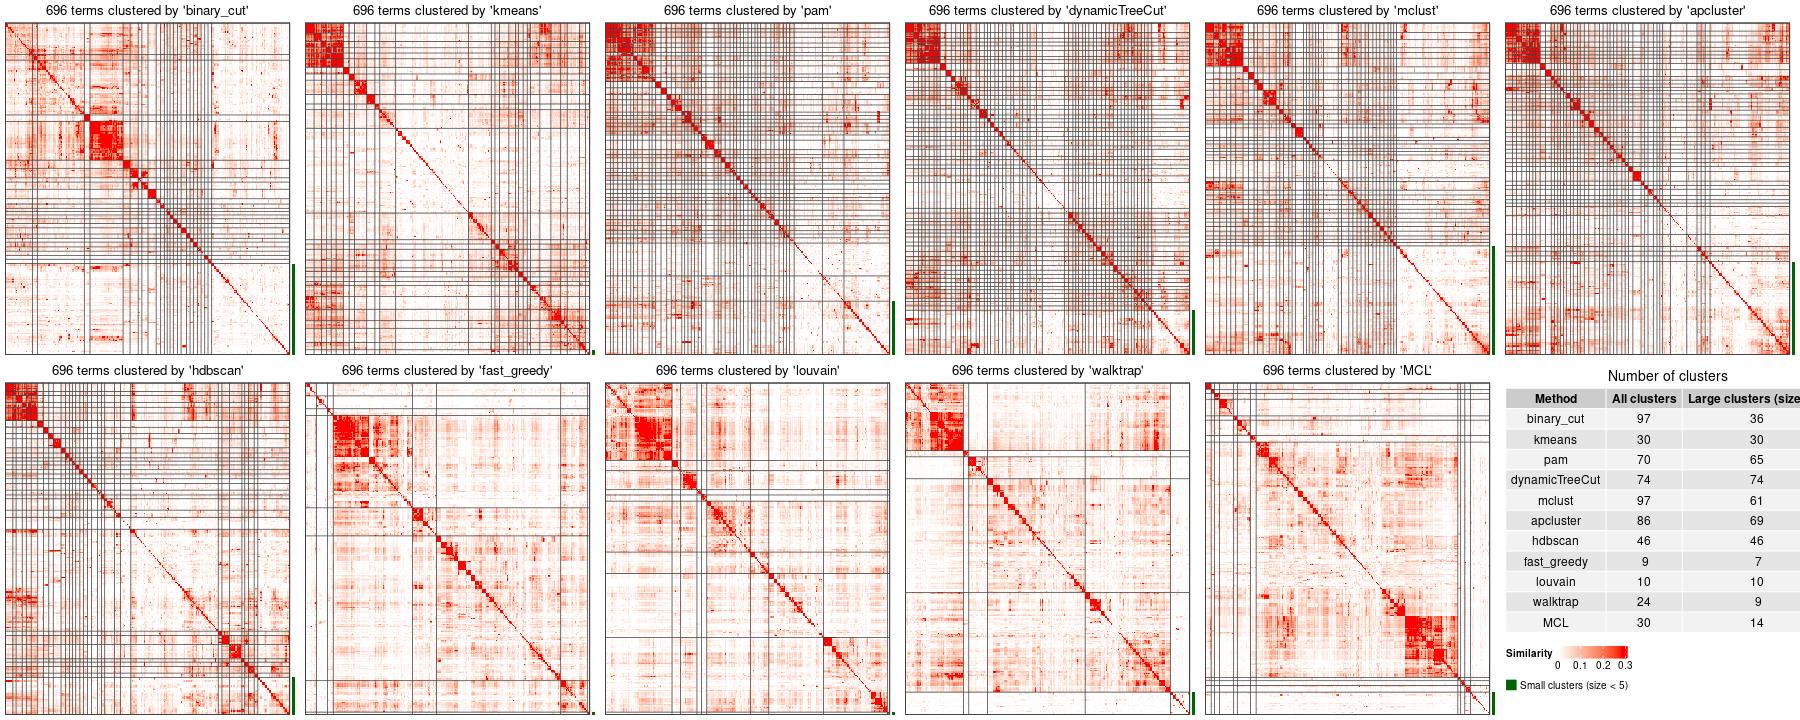 696 terms clustered by 'binary_cut'
696 terms clustered by 'kmeans'
696 terms clustered by 'pam'
696 terms clustered by 'dynamicTreeCut'
696 terms clustered by 'mclust'
696 terms clustered by 'apcluster'
696 terms clustered by 'hdbscan'
696 terms clustered by 'fast_greedy'
696 terms clustered by 'louvain'
696 terms clustered by 'walktrap'
696 terms clustered by 'MCL'
Number of clusters
Method All clusters Large clusters (size
binary_cut 97 36
kmeans 30 30
pam 70 65
dynamicTreeCut 74 74
mclust 97 61
apcluster 86 69
hdbscan 46 46
fast_greedy 9 7
louvain 10 10
walktrap 24 9
MCL 30 14
Similarity
0 0.1 0.2 0.3
Small clusters (size < 5)